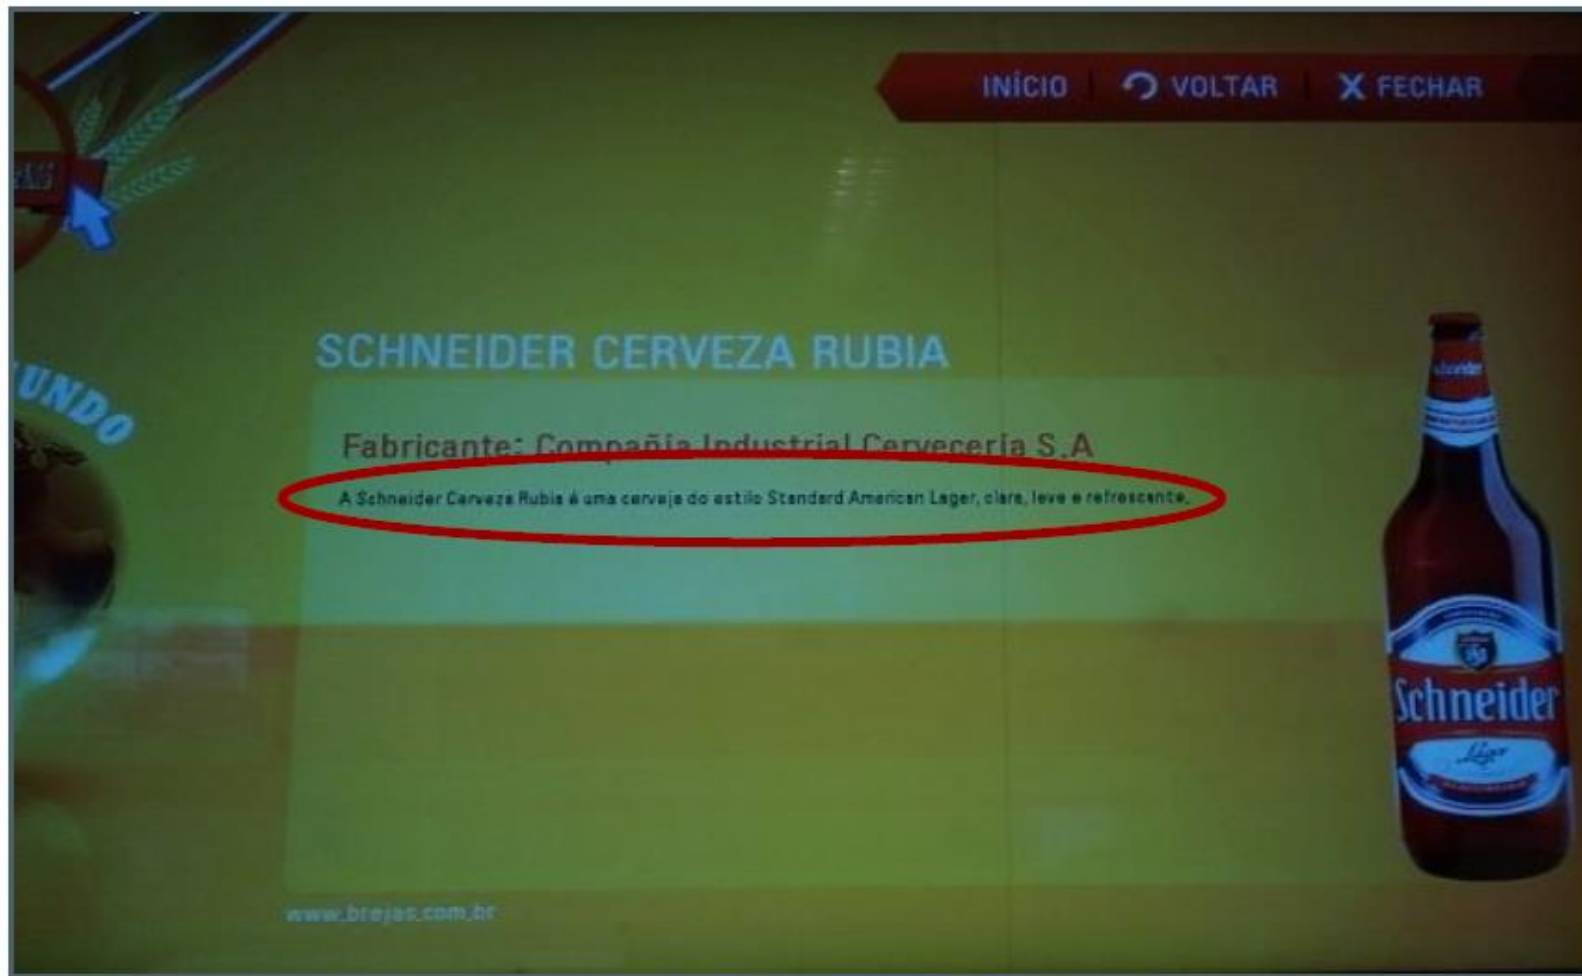 INÍCIO
VOLTAR
X FECHAR
UNDO
SCHNEIDER CERVEZA RUBIA
Fabricante: Compañia Industrial Cerveceria S.A
A Schneider Cerveza Rubia é uma cerveja do estilo Standard American Lager, clara, leve e refrescante.
Schneider
Lager
www.brejas.com.br